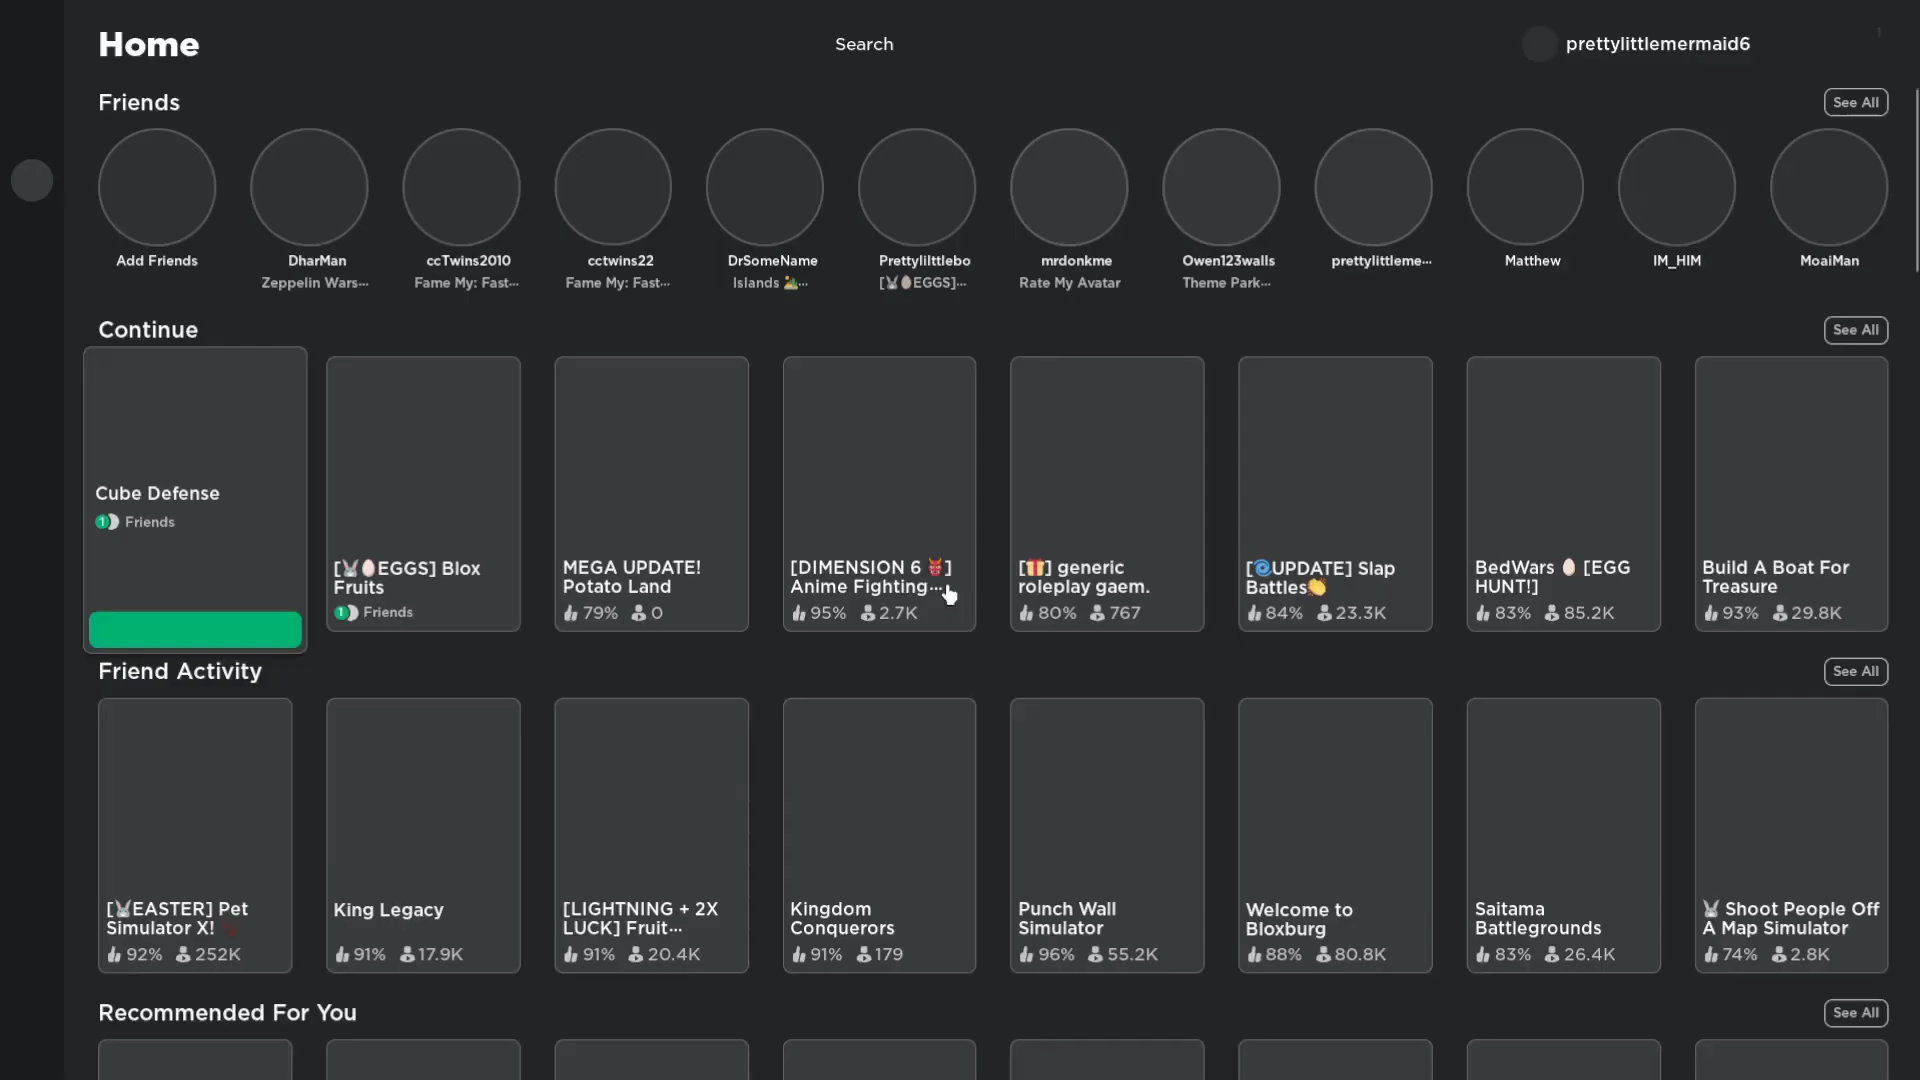 Home
Search
prettylittlemermaid6
Friends
See All
Add Friends
DharMan
Zeppelin Wars...
ccTwins2010
Fame My: Fast...
cctwins22
Fame My: Fast...
DrSomeName
Islands 🏜️...
Prettylilttlebo
[🐰🥚EGGS]...
mrdonkme
Rate My Avatar
Owen123walls
Theme Park...
prettylittleme...
Matthew
IM_HIM
MoaiMan
Continue
See All
Cube Defense
1 Friends
[🐰🥚EGGS] Blox
Fruits
1 Friends
MEGA UPDATE!
Potato Land
79% 0
[DIMENSION 6 👹]
Anime Fighting...
95% 2.7K
[🎁] generic
roleplay gaem.
80% 767
[🌀UPDATE] Slap
Battles👏
84% 23.3K
BedWars 🥚 [EGG
HUNT!]
83% 85.2K
Build A Boat For
Treasure
93% 29.8K
Friend Activity
See All
[🐰EASTER] Pet
Simulator X!
92% 252K
King Legacy
91% 17.9K
[LIGHTNING + 2X
LUCK] Fruit...
91% 20.4K
Kingdom
Conquerors
91% 179
Punch Wall
Simulator
96% 55.2K
Welcome to
Bloxburg
88% 80.8K
Saitama
Battlegrounds
83% 26.4K
🐰 Shoot People Off
A Map Simulator
74% 2.8K
Recommended For You
See All